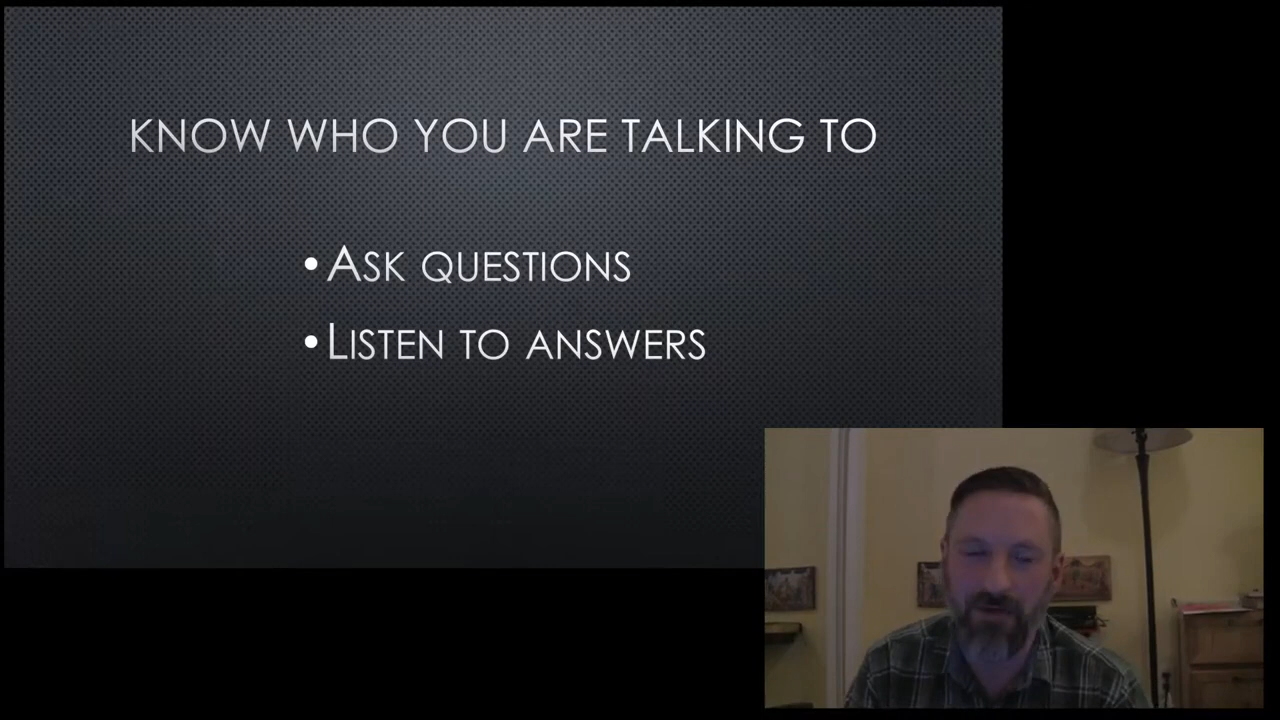 KNOW WHO YOU ARE TALKING TO
• ASK QUESTIONS
• LISTEN TO ANSWERS